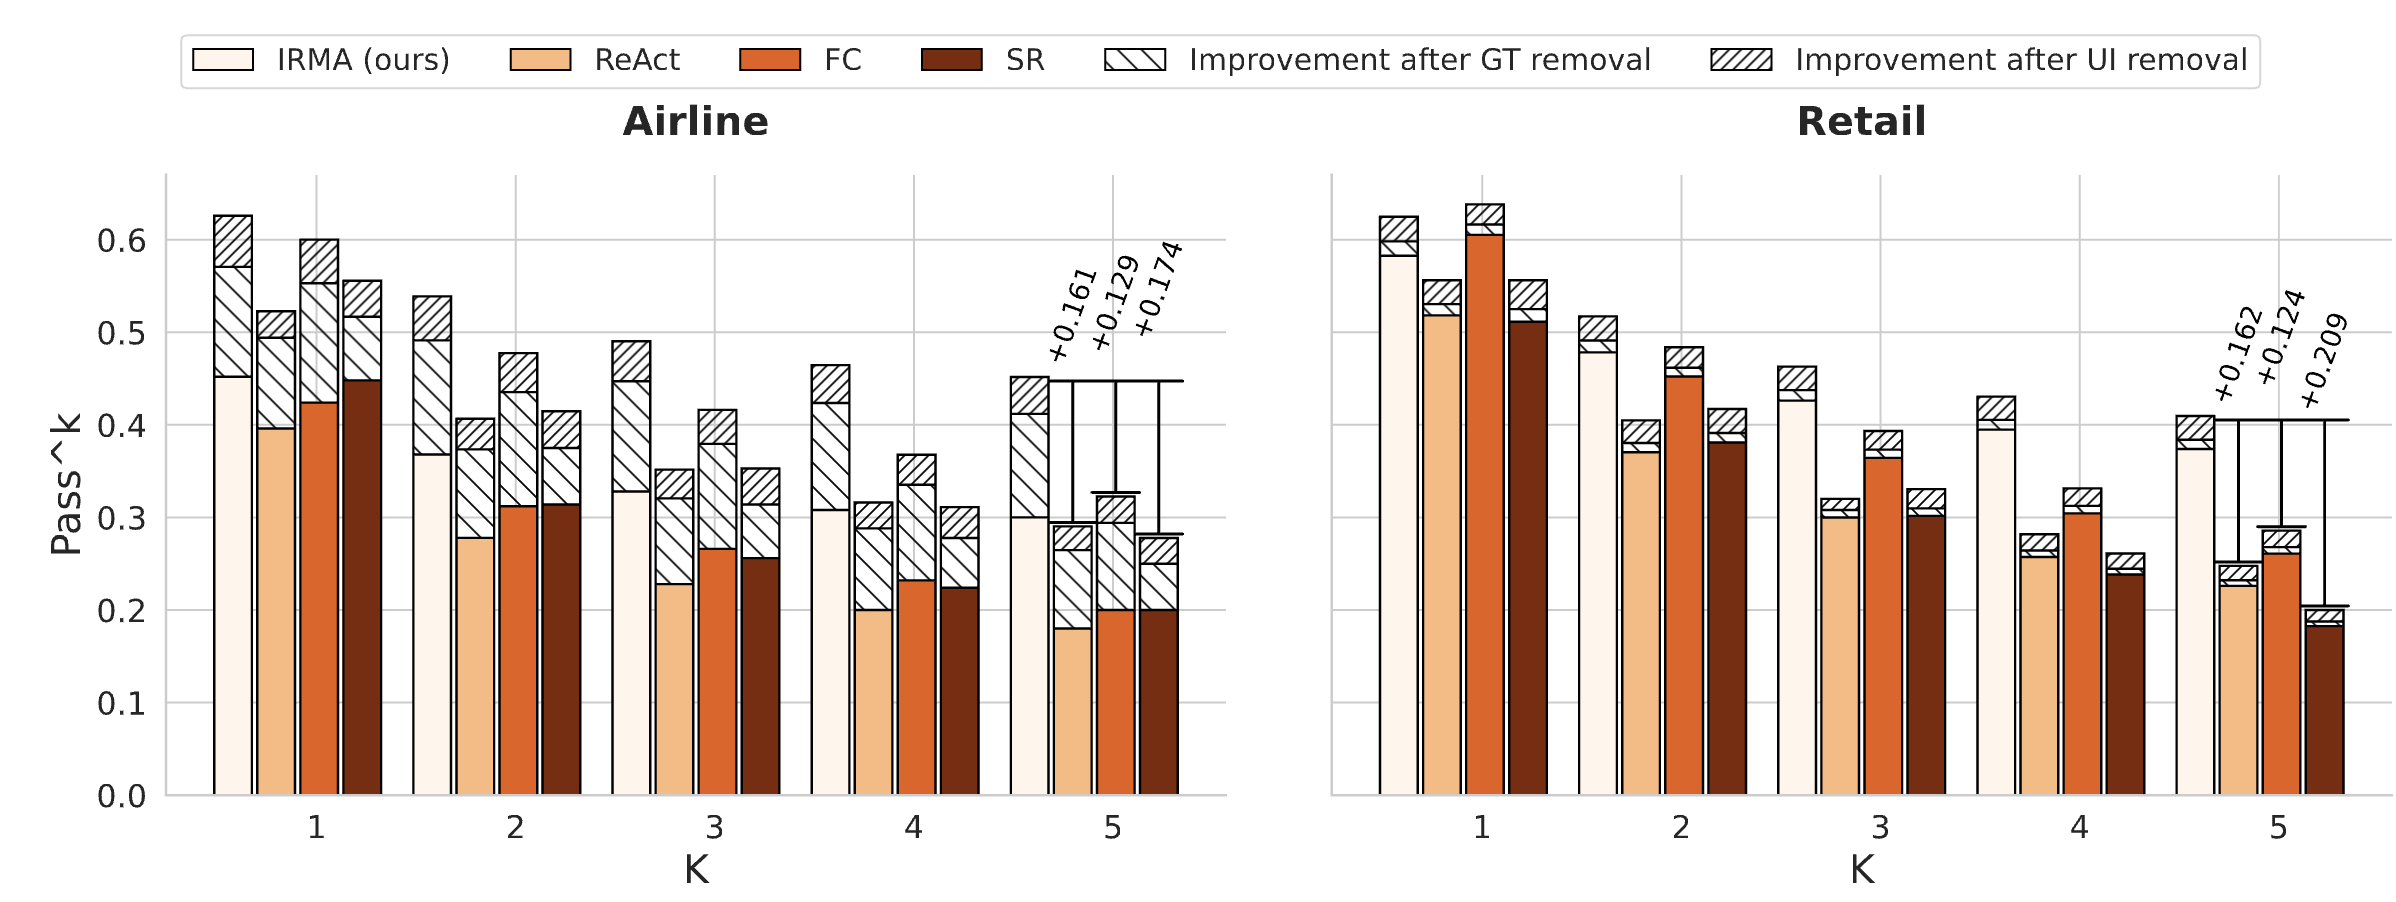 IRMA (ours) ReAct FC SR Improvement after GT removal Improvement after UI removal
Airline
Retail
Pass^k
0.6
0.5
0.4
0.3
0.2
0.1
0.0
+0.161
+0.129
+0.174
1 2 3 4 5
K
+0.162
+0.124
+0.209
1 2 3 4 5
K